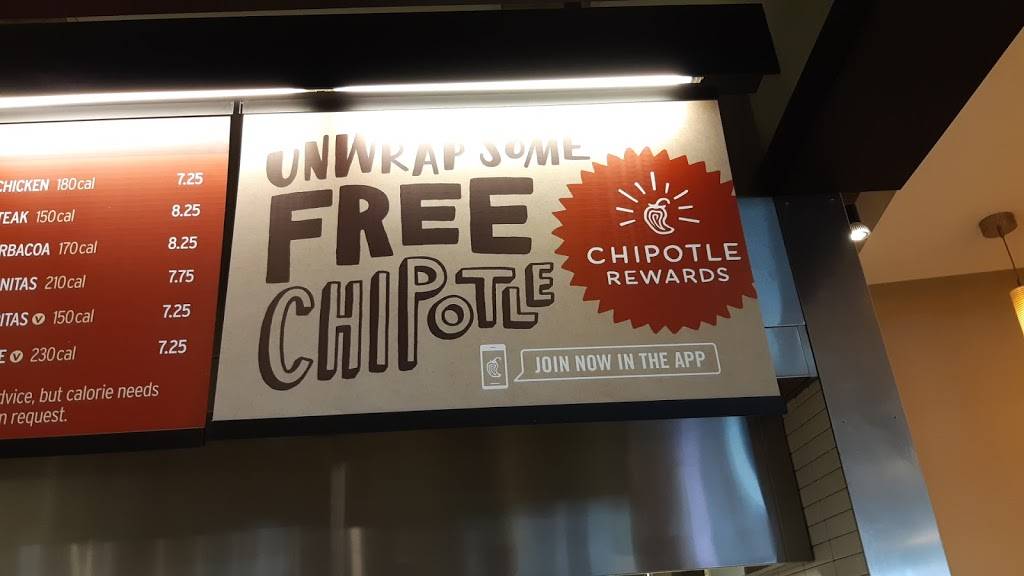 CHICKEN 180cal 7.25
TEAK 150cal 8.25
RBACOA 170cal 8.25
NITAS 210cal 7.75
ITAS V 150cal 7.25
E V 230cal 7.25
dvice, but calorie needs
n request.
UNWRAP SOME
FREE
CHIPOTLE
CHIPOTLE
REWARDS
JOIN NOW IN THE APP